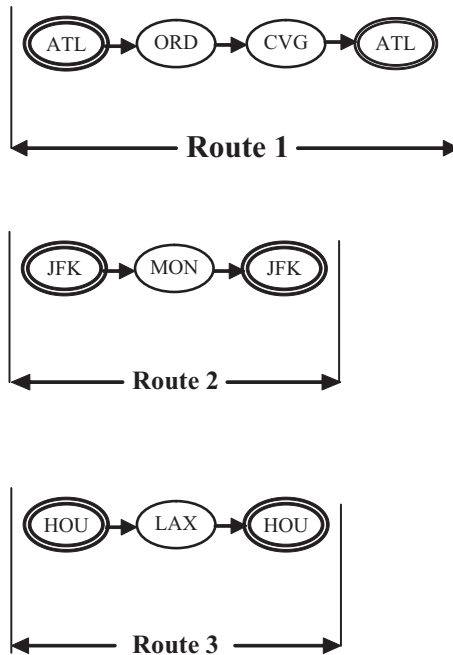 ATL ORD CVG ATL
Route 1
JFK MON JFK
Route 2
HOU LAX HOU
Route 3